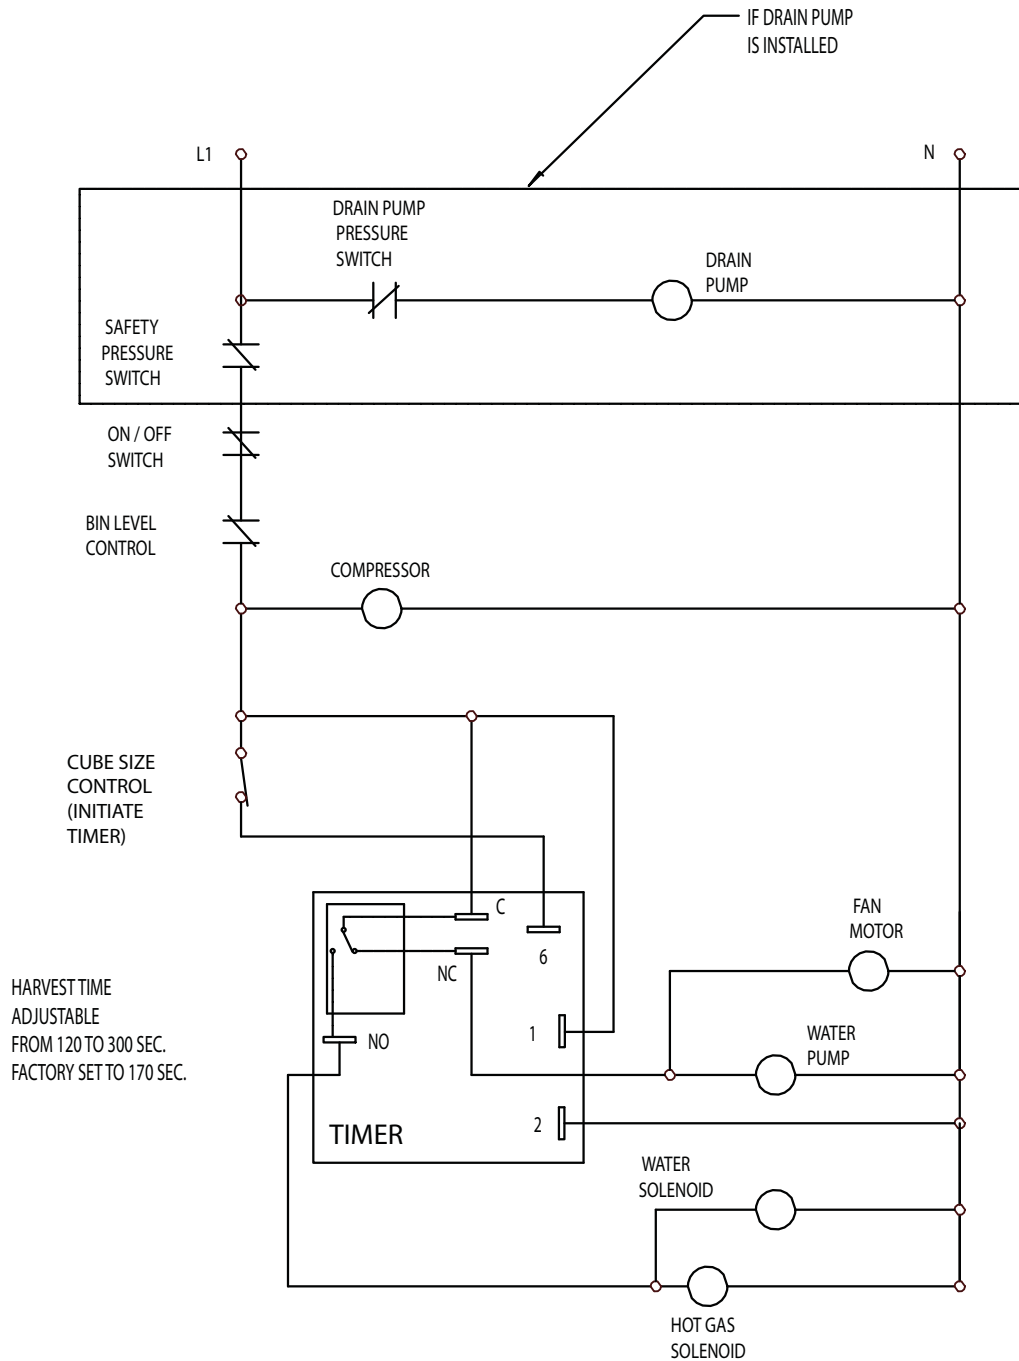 IF DRAIN PUMP
IS INSTALLED
L1
N
DRAIN PUMP
PRESSURE
SWITCH
DRAIN
PUMP
SAFETY
PRESSURE
SWITCH
ON / OFF
SWITCH
BIN LEVEL
CONTROL
COMPRESSOR
CUBE SIZE
CONTROL
(INITIATE
TIMER)
C
6
NC
FAN
MOTOR
HARVEST TIME
ADJUSTABLE
FROM 120 TO 300 SEC.
FACTORY SET TO 170 SEC.
NO
1
WATER
PUMP
2
TIMER
WATER
SOLENOID
HOT GAS
SOLENOID